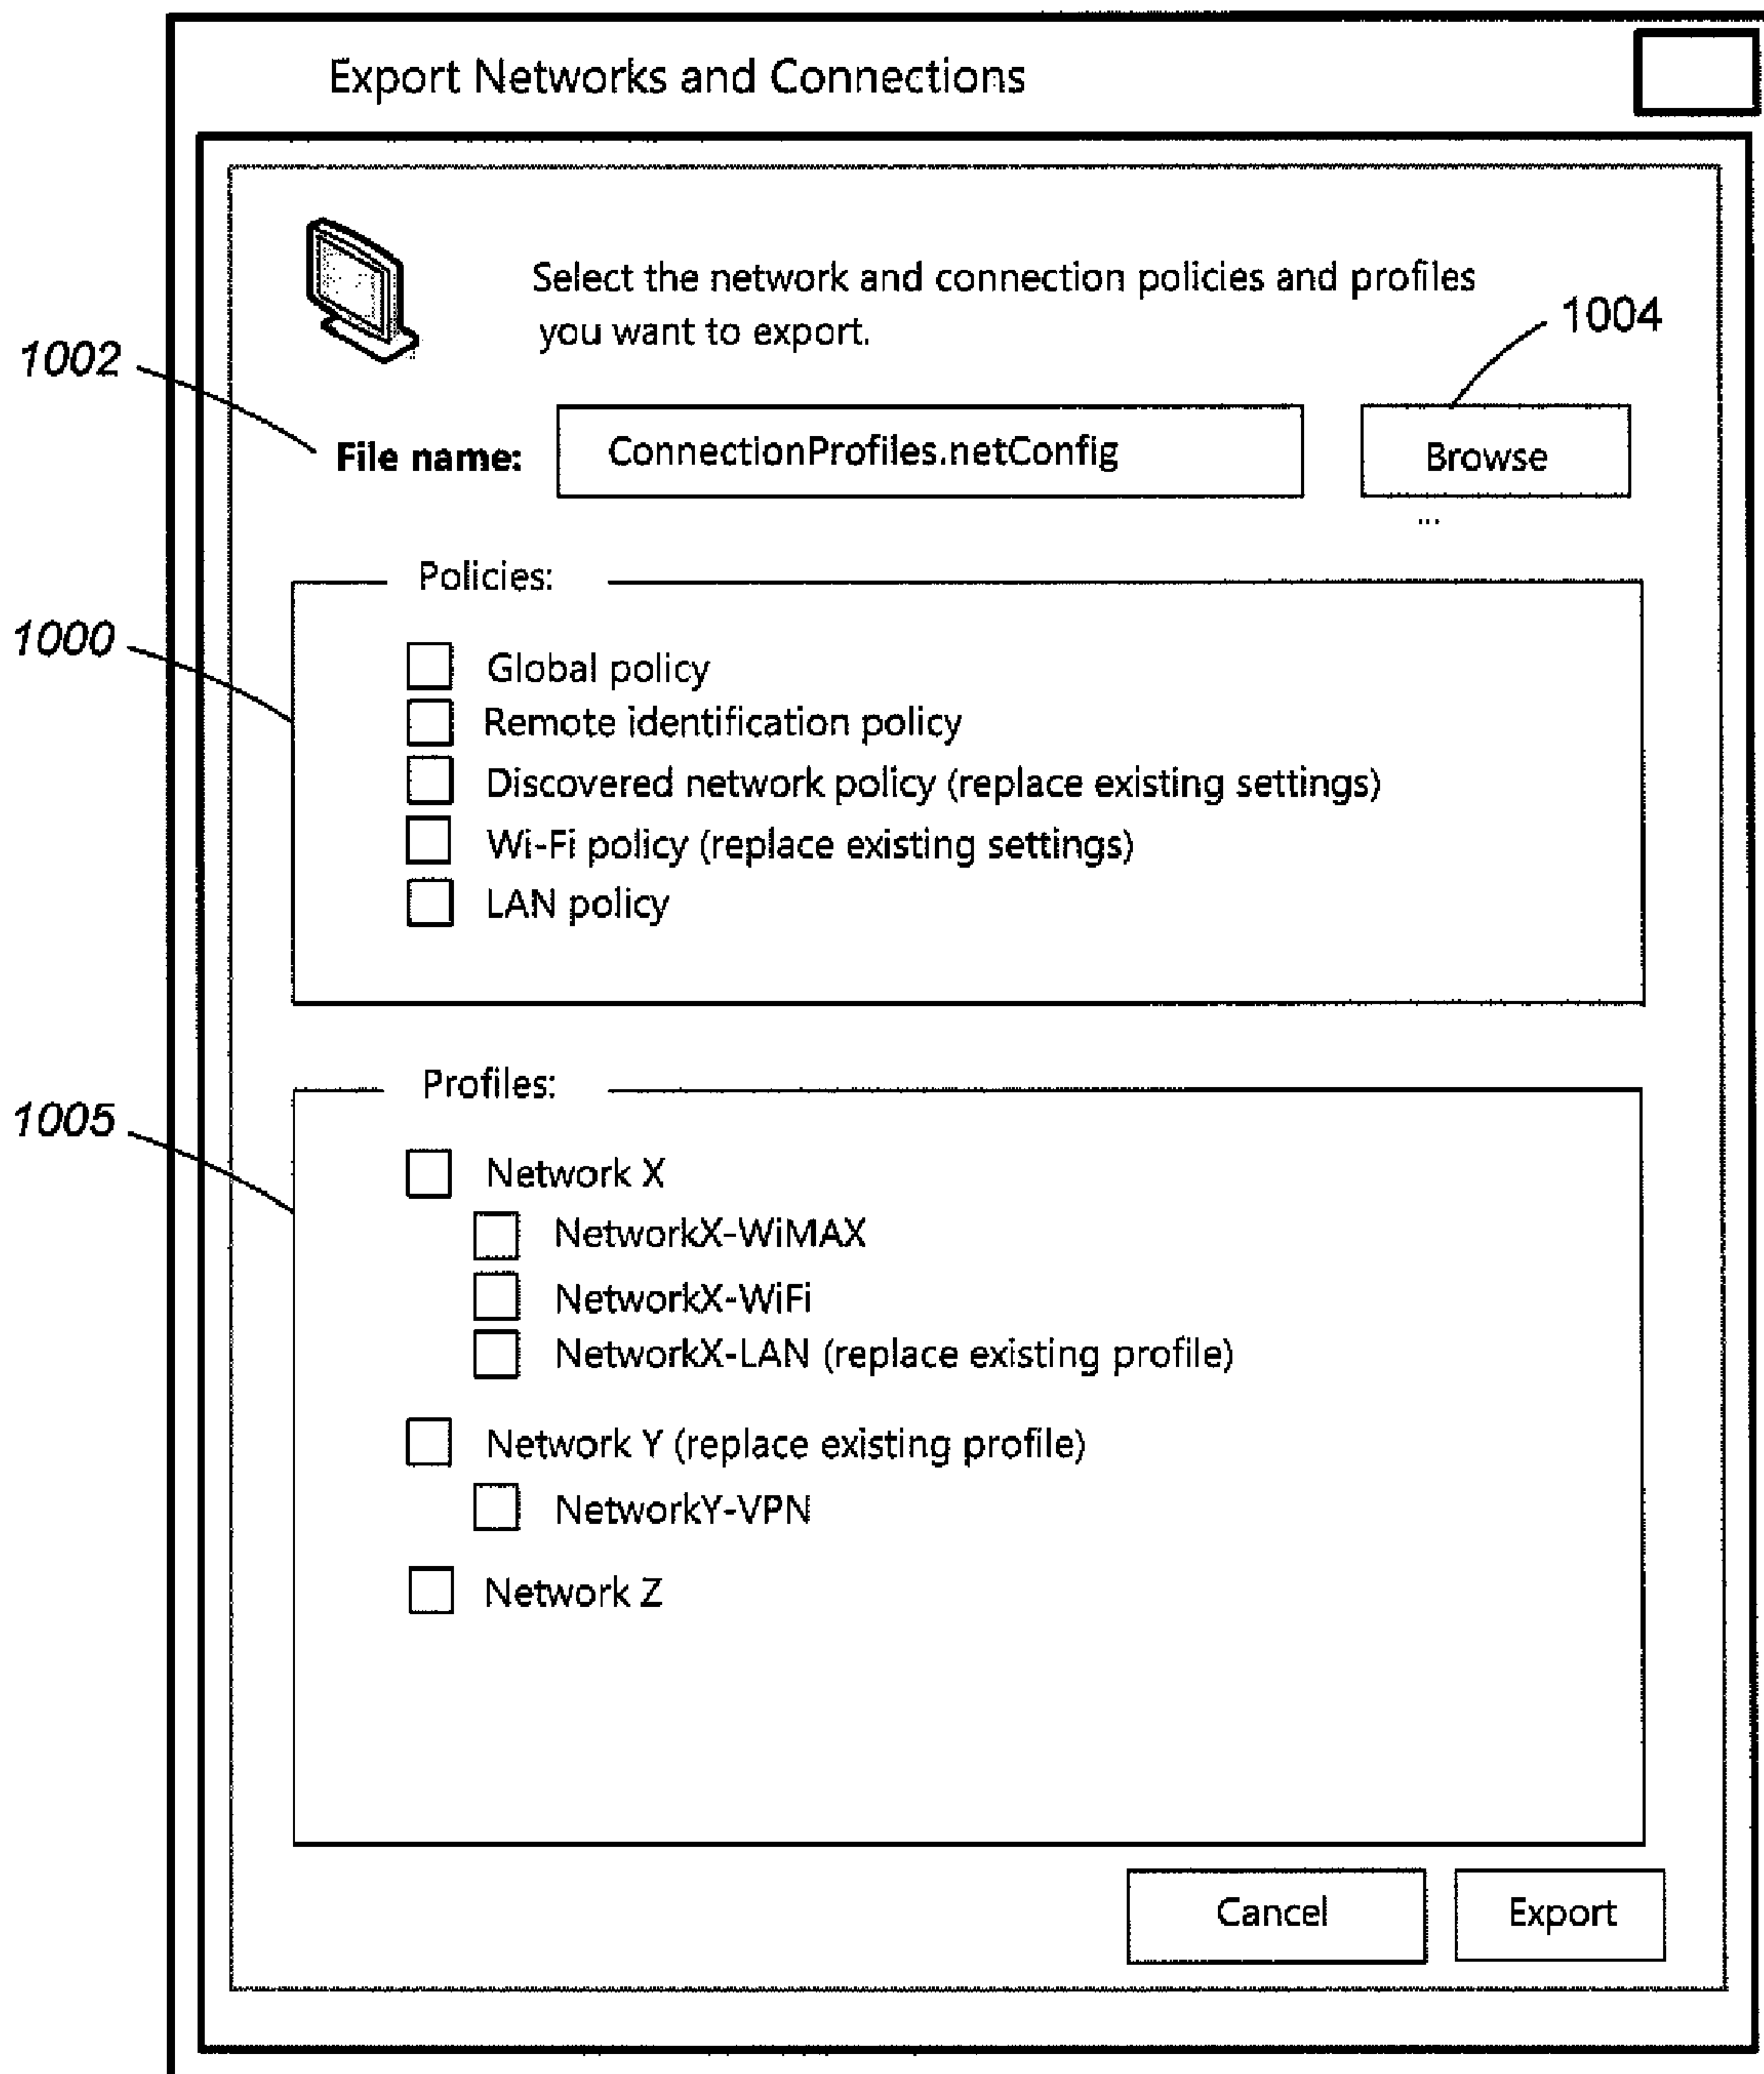 Export Networks and Connections
Select the network and connection policies and profiles
you want to export.
1004
1002
File name:
ConnectionProfiles.netConfig
Browse
...
Policies:
1000
Global policy
Remote identification policy
Discovered network policy (replace existing settings)
Wi-Fi policy (replace existing settings)
LAN policy
Profiles:
1005
Network X
NetworkX-WiMAX
NetworkX-WiFi
NetworkX-LAN (replace existing profile)
Network Y (replace existing profile)
NetworkY-VPN
Network Z
Cancel
Export